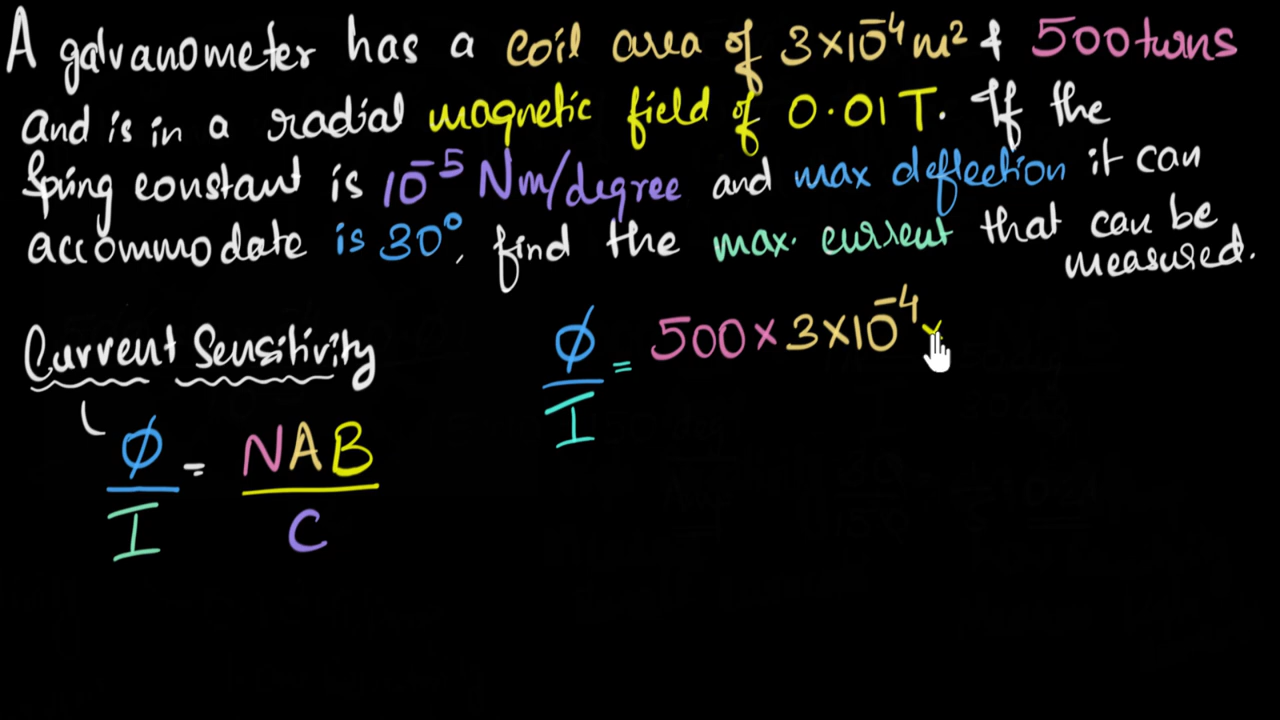 A galvanometer has a coil area of 3×10⁻⁴m² & 500 turns
and is in a radial magnetic field of 0.01T. If the
Spring constant is 10⁻⁵ Nm/degree and max deflection it can
accommodate is 30°, find the max. current that can be
measured.
Current Sensitivity
ϕ/I = NAB/C
ϕ/I = 500 × 3×10⁻⁴ ×